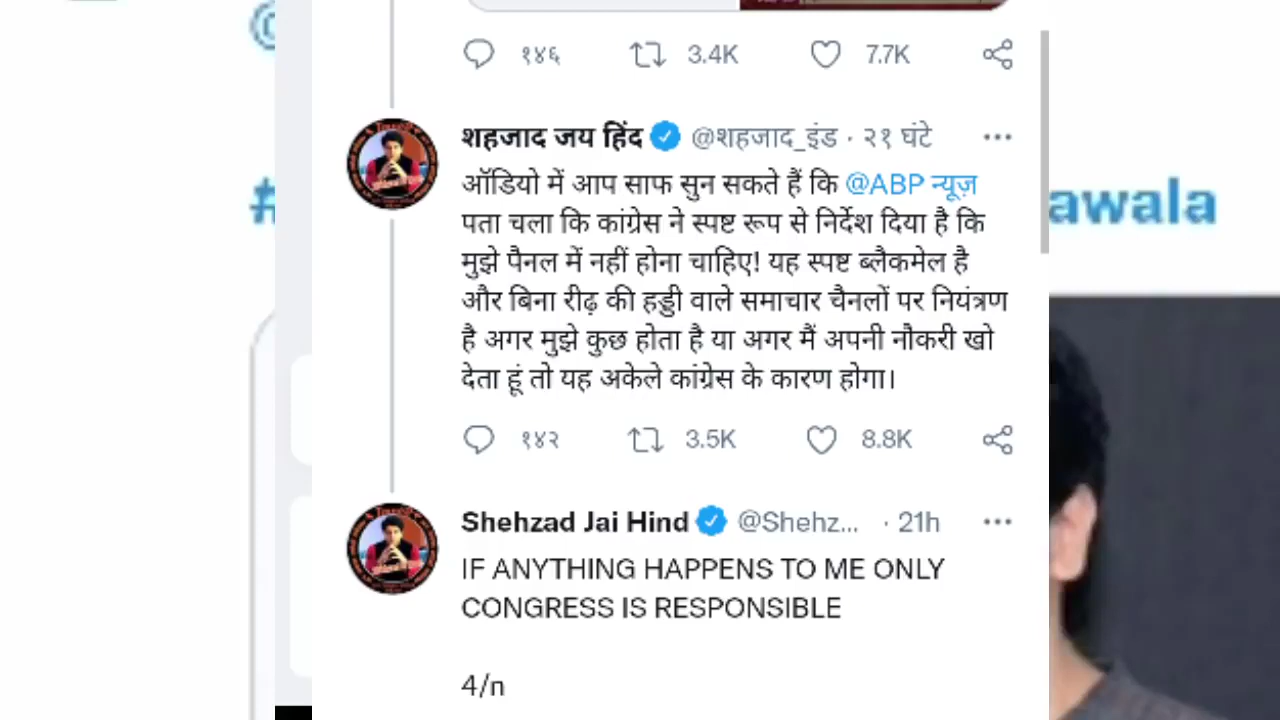 @
१४६ 3.4K 7.7K
शहजाद जय हिंद @शहजाद_इंड · २१ घंटे
ऑडियो में आप साफ सुन सकते हैं कि @ABP न्यूज़
पता चला कि कांग्रेस ने स्पष्ट रूप से निर्देश दिया है कि
#
awala
मुझे पैनल में नहीं होना चाहिए! यह स्पष्ट ब्लैकमेल है
और बिना रीढ़ की हड्डी वाले समाचार चैनलों पर नियंत्रण
है अगर मुझे कुछ होता है या अगर मैं अपनी नौकरी खो
देता हूं तो यह अकेले कांग्रेस के कारण होगा।
१४२ 3.5K 8.8K
Shehzad Jai Hind @Shehz... · 21h
IF ANYTHING HAPPENS TO ME ONLY
CONGRESS IS RESPONSIBLE
4/n